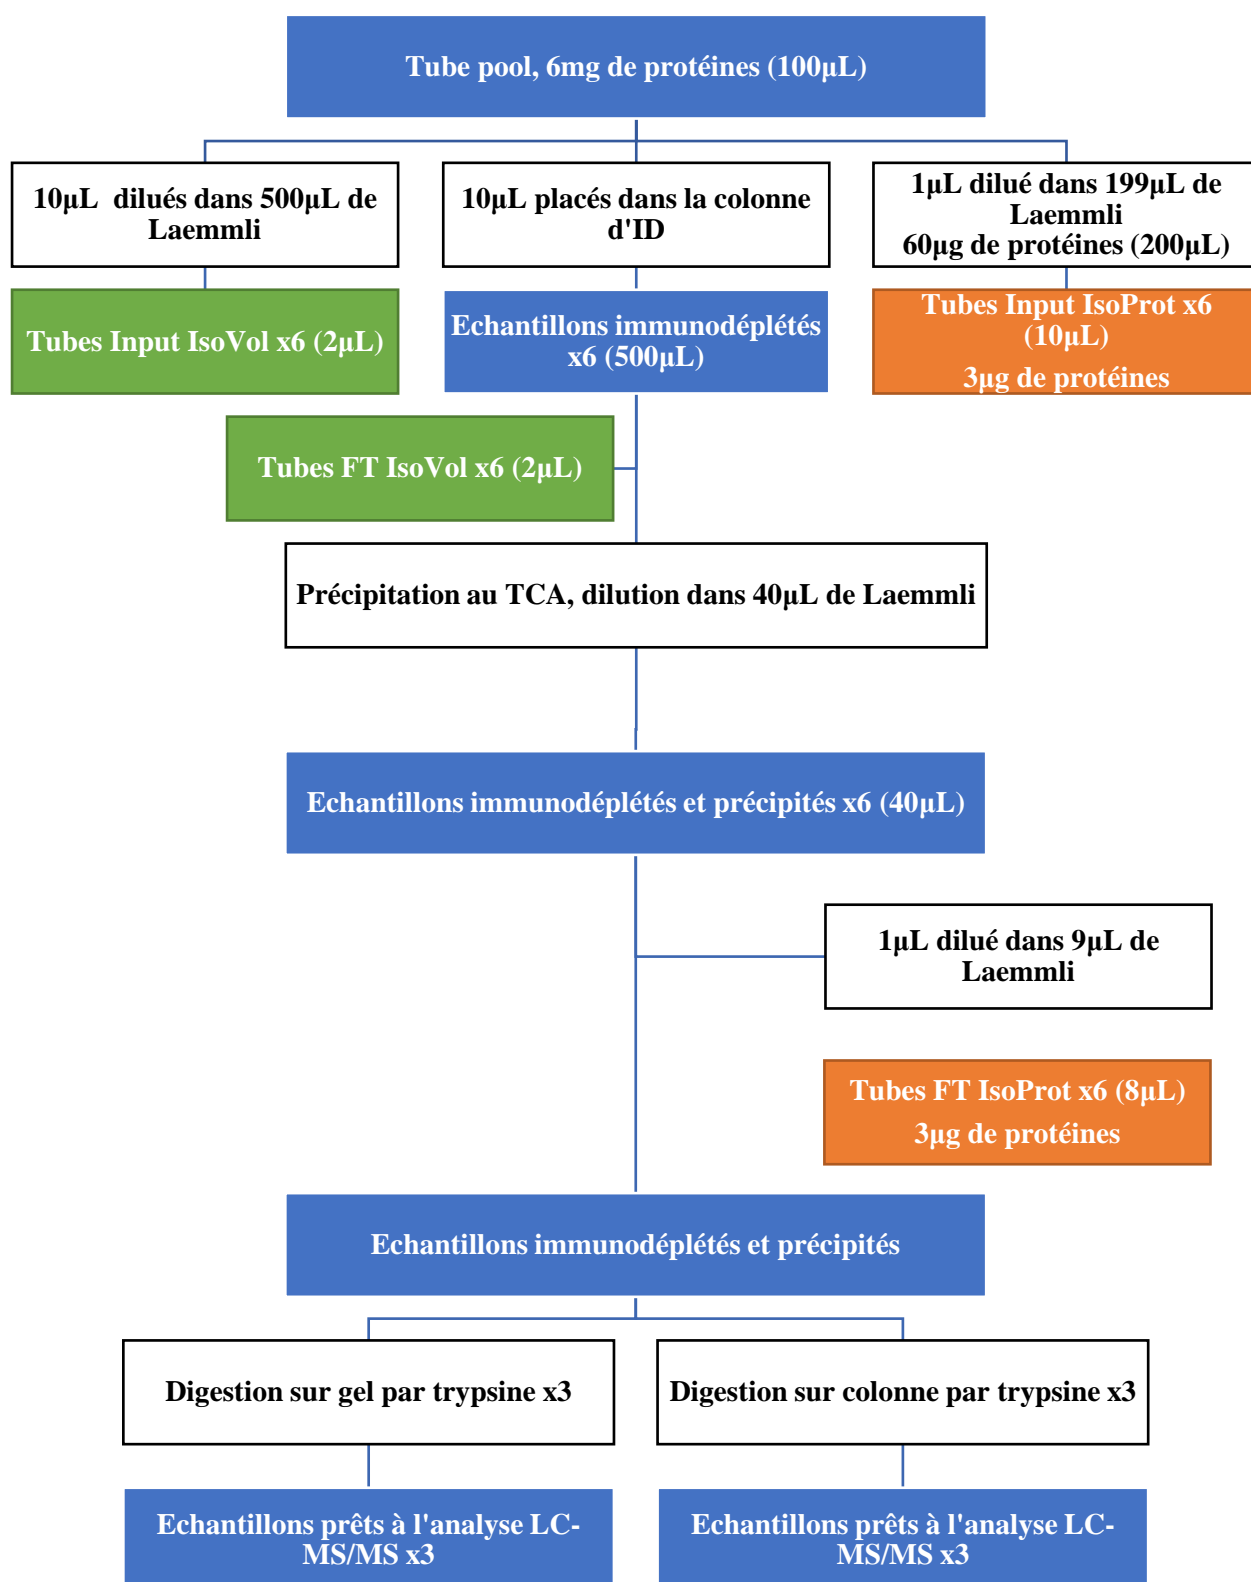 Tube pool, 6mg de protéines (100µL)
10µL dilués dans 500µL de
Laemmli
10µL placés dans la colonne
d'ID
1µL dilué dans 199µL de
Laemmli
60µg de protéines (200µL)
Tubes Input IsoVol x6 (2µL)
Echantillons immunodéplétés
x6 (500µL)
Tubes Input IsoProt x6
(10µL)
3µg de protéines
Tubes FT IsoVol x6 (2µL)
Précipitation au TCA, dilution dans 40µL de Laemmli
Echantillons immunodéplétés et précipités x6 (40µL)
1µL dilué dans 9µL de
Laemmli
Tubes FT IsoProt x6 (8µL)
3µg de protéines
Echantillons immunodéplétés et précipités
Digestion sur gel par trypsine x3
Digestion sur colonne par trypsine x3
Echantillons prêts à l'analyse LC-
MS/MS x3
Echantillons prêts à l'analyse LC-
MS/MS x3